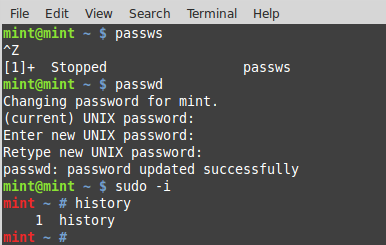 File Edit View Search Terminal Help
mint@mint ~ $ passws
^Z
[1]+  Stopped                 passws
mint@mint ~ $ passwd
Changing password for mint.
(current) UNIX password:
Enter new UNIX password:
Retype new UNIX password:
passwd: password updated successfully
mint@mint ~ $ sudo -i
mint ~ # history
    1  history
mint ~ #